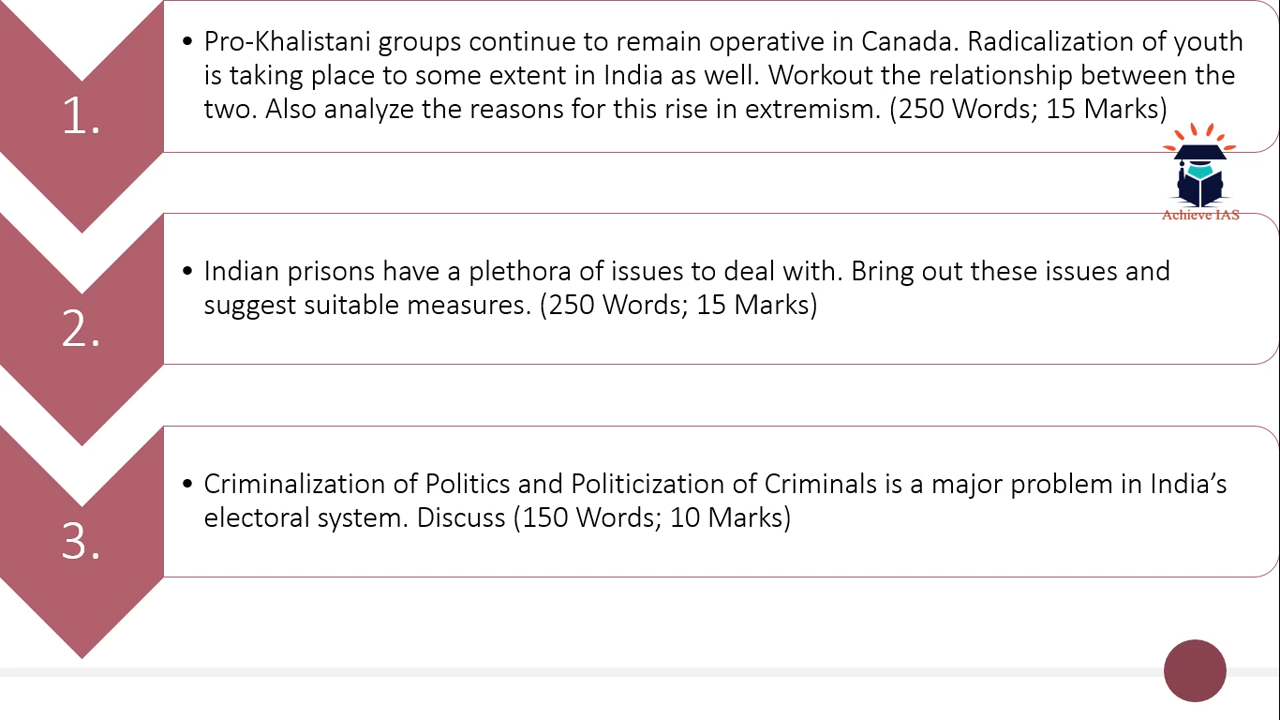 1.
• Pro-Khalistani groups continue to remain operative in Canada. Radicalization of youth
is taking place to some extent in India as well. Workout the relationship between the
two. Also analyze the reasons for this rise in extremism. (250 Words; 15 Marks)
Achieve IAS
2.
• Indian prisons have a plethora of issues to deal with. Bring out these issues and
suggest suitable measures. (250 Words; 15 Marks)
3.
• Criminalization of Politics and Politicization of Criminals is a major problem in India’s
electoral system. Discuss (150 Words; 10 Marks)